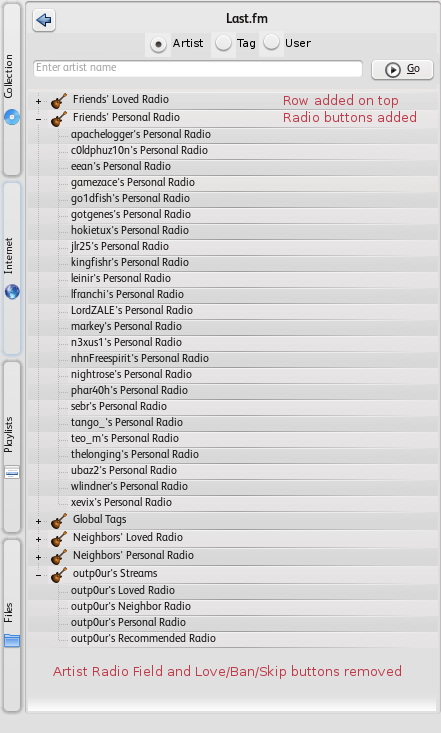 Last.fm
Artist Tag User
Enter artist name Go
Friends' Loved Radio Row added on top
Friends' Personal Radio Radio buttons added
apachelogger's Personal Radio
c0ldphuz10n's Personal Radio
eean's Personal Radio
gamezace's Personal Radio
go1dfish's Personal Radio
gotgenes's Personal Radio
hokietux's Personal Radio
jlr25's Personal Radio
kingfishr's Personal Radio
leinir's Personal Radio
lfranchi's Personal Radio
LordZALE's Personal Radio
markey's Personal Radio
n3xus1's Personal Radio
nhnFreespirit's Personal Radio
nightrose's Personal Radio
phar40h's Personal Radio
sebr's Personal Radio
tango_'s Personal Radio
teo_m's Personal Radio
thelonging's Personal Radio
ubaz2's Personal Radio
wlindner's Personal Radio
xevix's Personal Radio
Global Tags
Neighbors' Loved Radio
Neighbors' Personal Radio
outp0ur's Streams
outp0ur's Loved Radio
outp0ur's Neighbor Radio
outp0ur's Personal Radio
outp0ur's Recommended Radio
Artist Radio Field and Love/Ban/Skip buttons removed
Collection
Internet
Playlists
Files